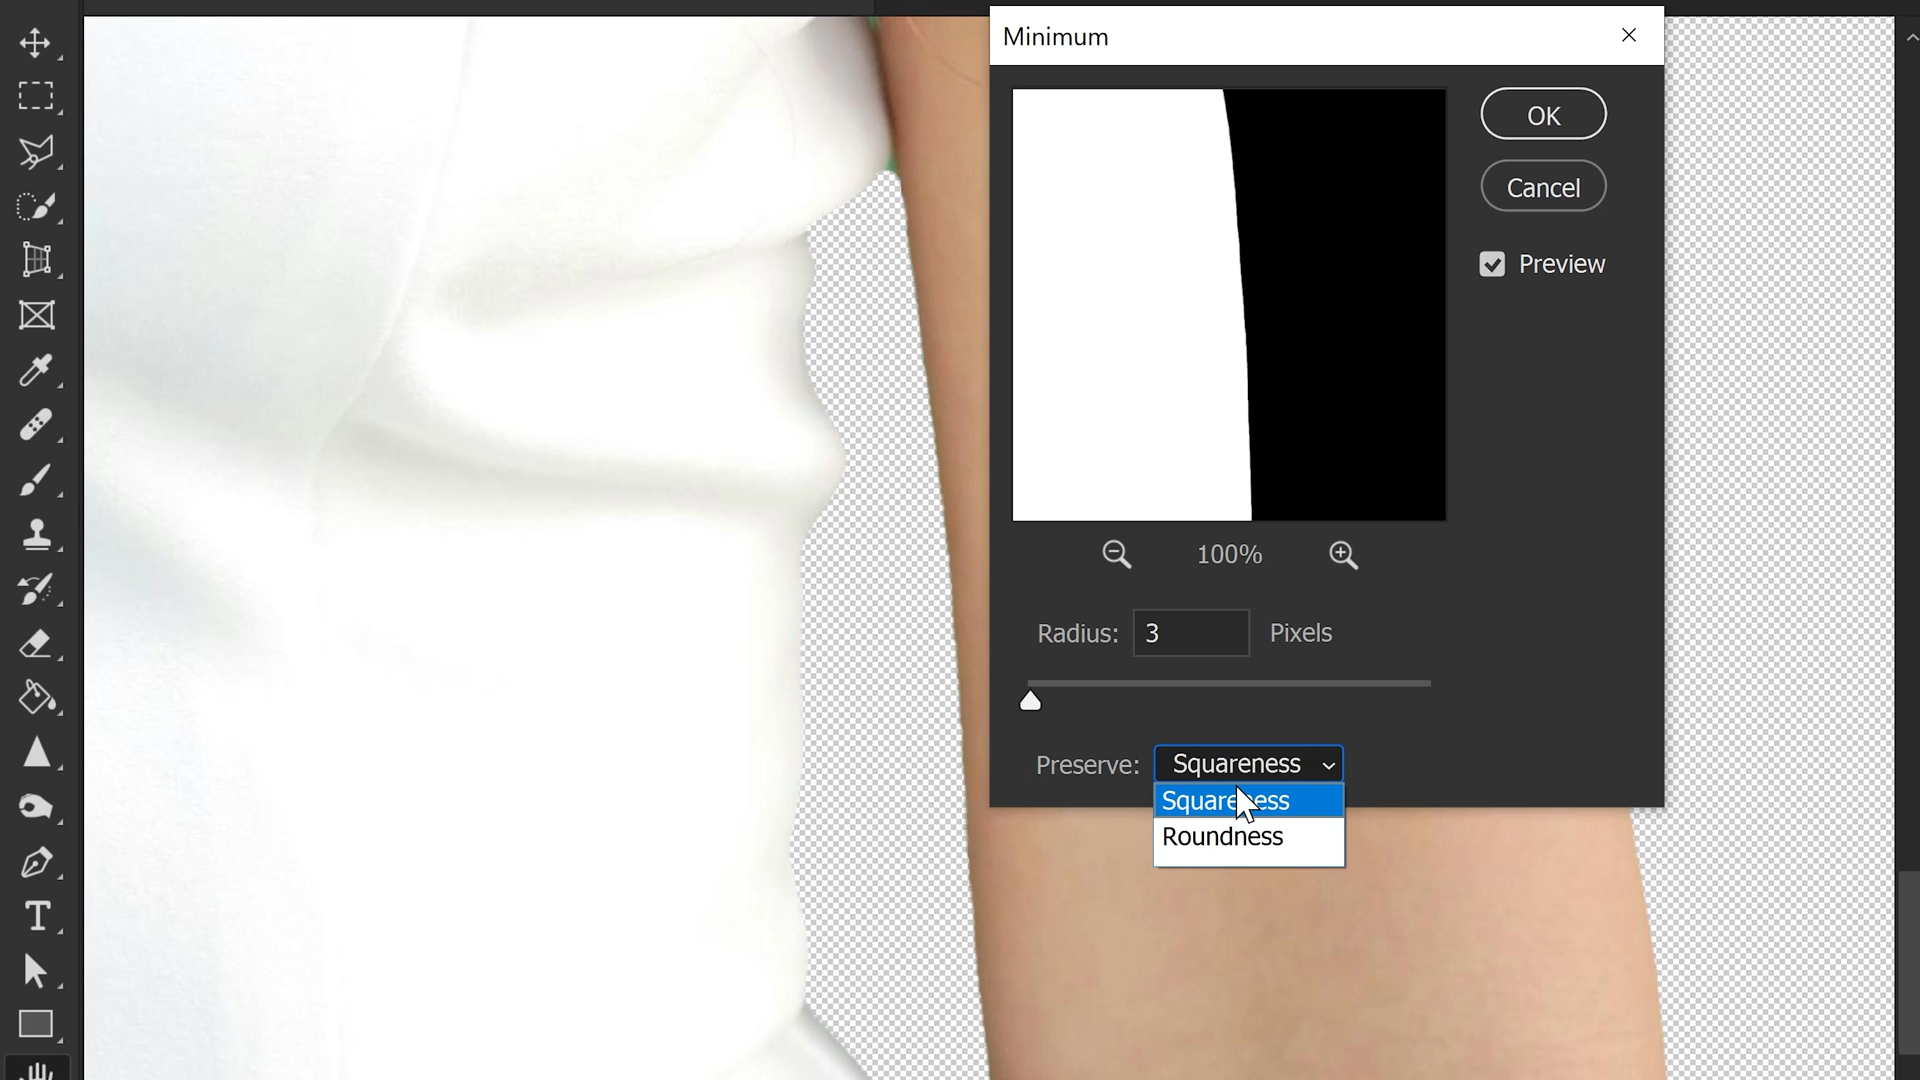 Minimum
OK
Cancel
Preview
100%
Radius: 3 Pixels
Preserve: Squareness
Squareness
Roundness